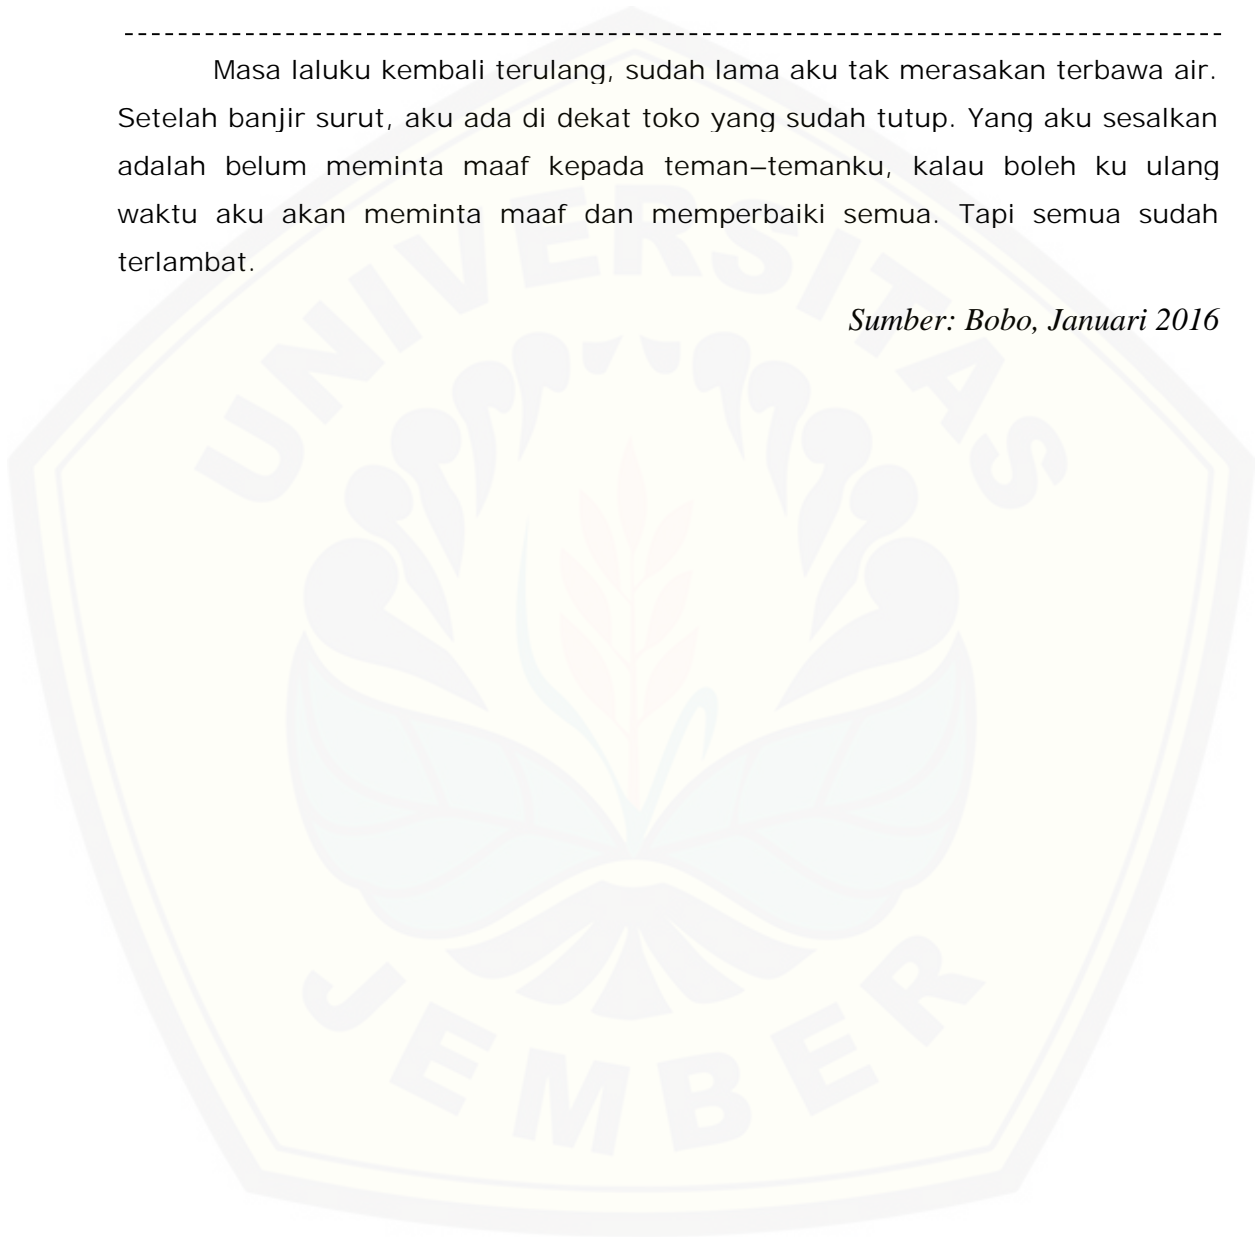 --------------------------------------------------------------------------------
Masa laluku kembali terulang, sudah lama aku tak merasakan terbawa air.
Setelah banjir surut, aku ada di dekat toko yang sudah tutup. Yang aku sesalkan
adalah belum meminta maaf kepada teman–temanku, kalau boleh ku ulang
waktu aku akan meminta maaf dan memperbaiki semua. Tapi semua sudah
terlambat.
Sumber: Bobo, Januari 2016
UNIVERSITAS
JEMBER